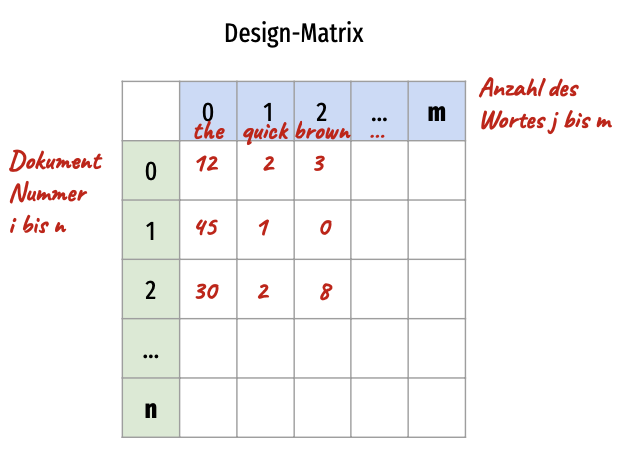 Design-Matrix
Anzahl des
Wortes j bis m
0 1 2 ... m
the quick brown ...
Dokument
Nummer
i bis n
0 12 2 3
1 45 1 0
2 30 2 8
...
n